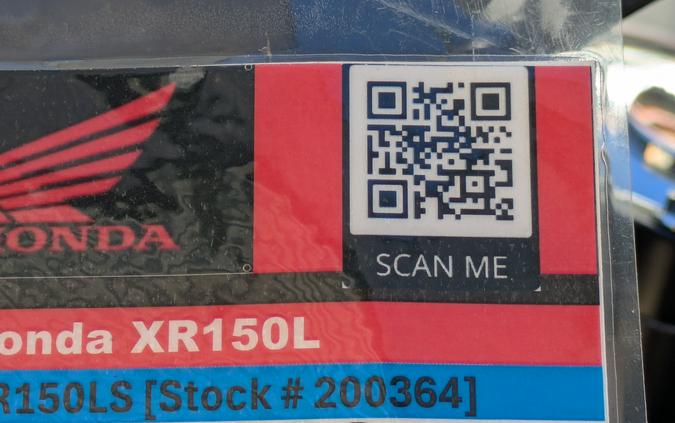 HONDA
SCAN ME
onda XR150L
R150LS [Stock # 200364]